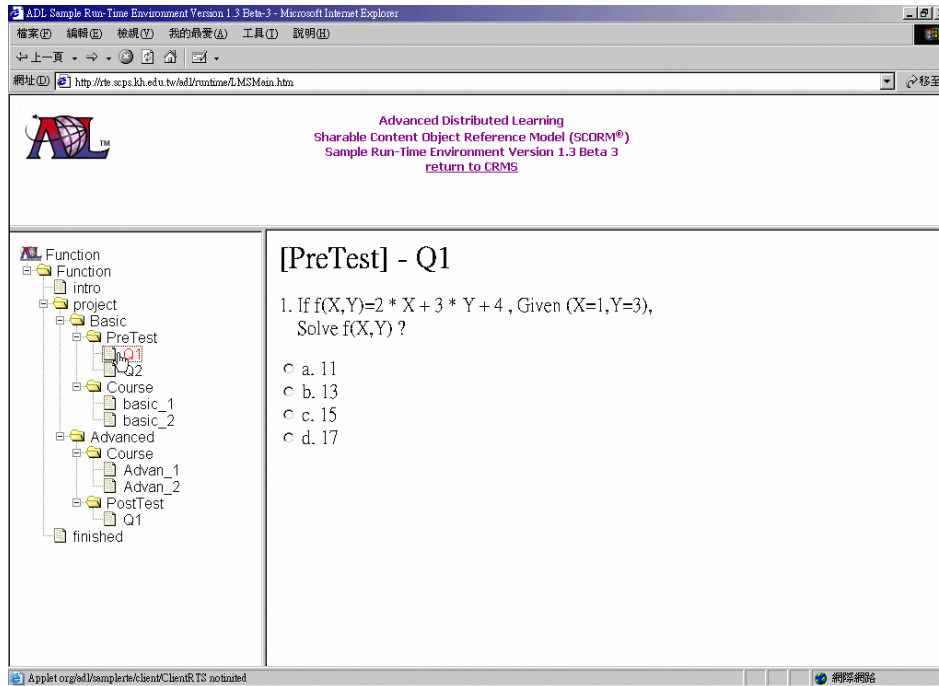 ADL Sample Run-Time Environment Version 1.3 Beta-3 - Microsoft Internet Explorer
檔案(F) 編輯(E) 檢視(V) 我的最愛(A) 工具(T) 說明(H)
上一頁
網址(D) http://rte.scps.kh.edu.tw/adl/runtime/LMSMain.htm 移至
ADL TM
Advanced Distributed Learning
Sharable Content Object Reference Model (SCORM®)
Sample Run-Time Environment Version 1.3 Beta 3
return to CRMS
Function
Function
intro
project
Basic
PreTest
Q1
Q2
Course
basic_1
basic_2
Advanced
Course
Advan_1
Advan_2
PostTest
Q1
finished
[PreTest] - Q1
1. If f(X,Y)=2 * X + 3 * Y + 4 , Given (X=1,Y=3),
Solve f(X,Y) ?
a. 11
b. 13
c. 15
d. 17
Applet org/adl/samplerte/client/ClientRTS notinited 網際網路